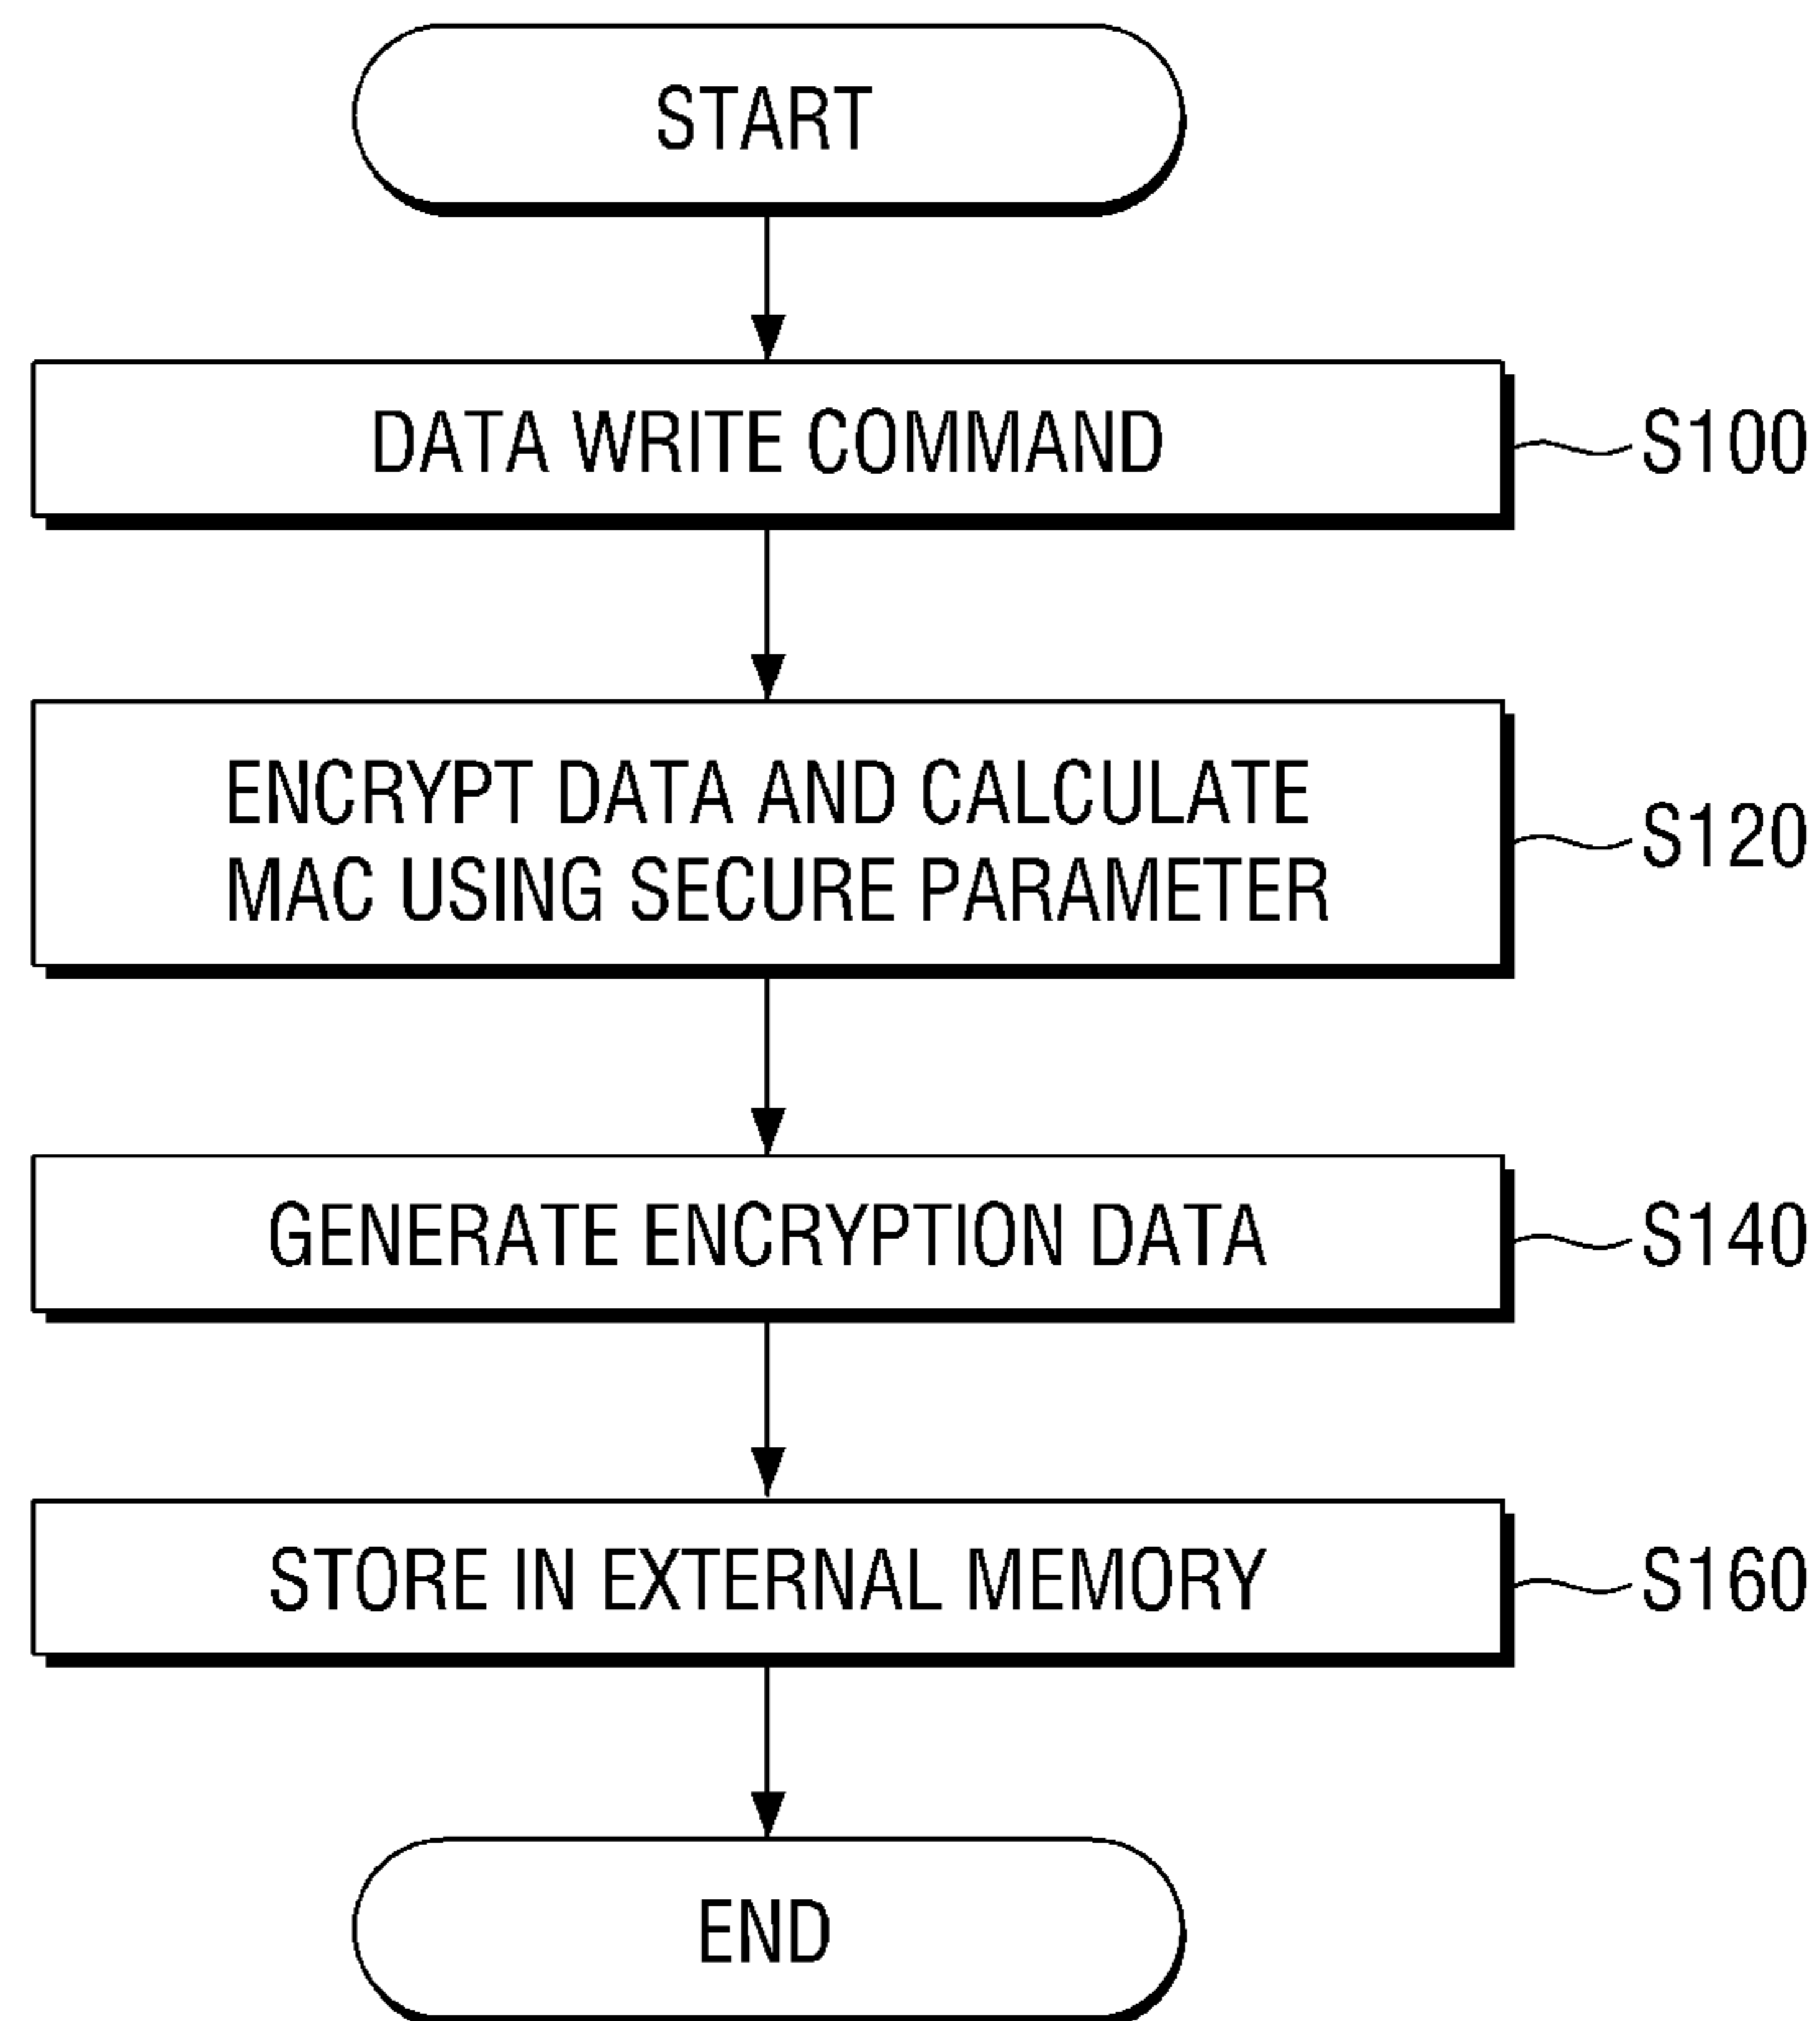 START
DATA WRITE COMMAND
S100
ENCRYPT DATA AND CALCULATE
MAC USING SECURE PARAMETER
S120
GENERATE ENCRYPTION DATA
S140
STORE IN EXTERNAL MEMORY
S160
END